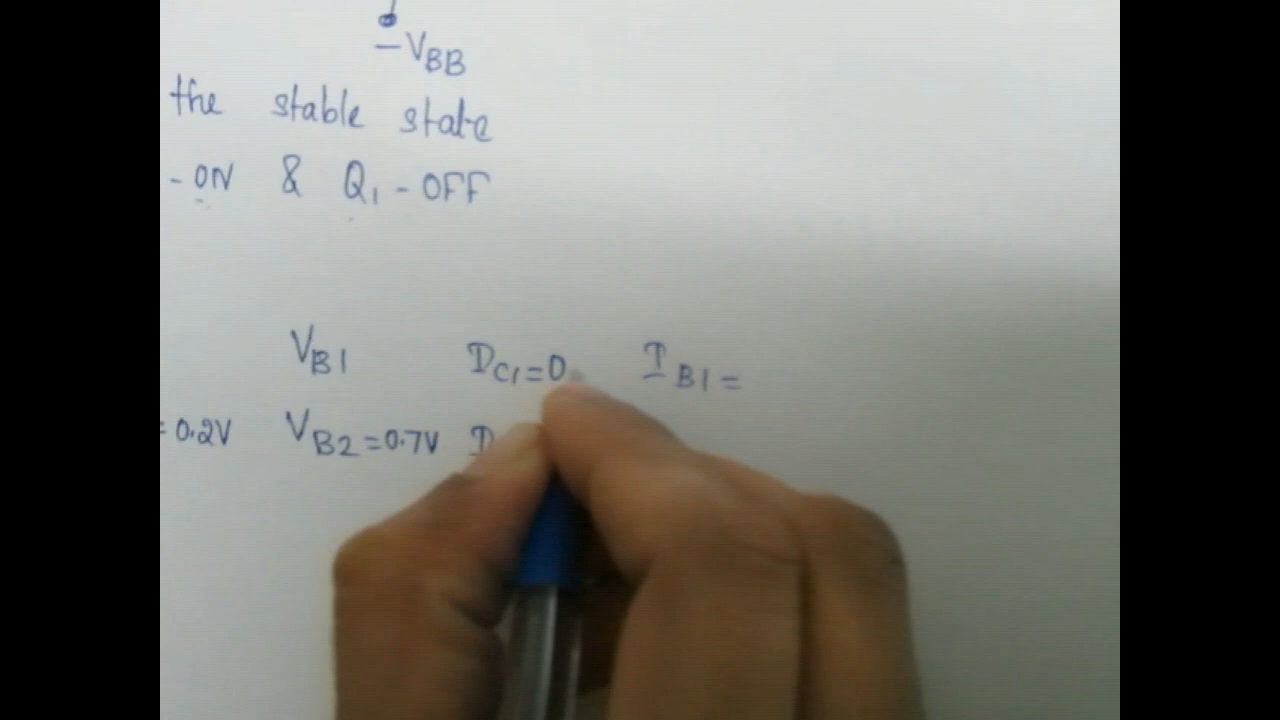 -VBB
the stable state
- ON & Q1 - OFF
VB1 IC1=0 IB1 =
= 0.2V VB2 =0.7V I